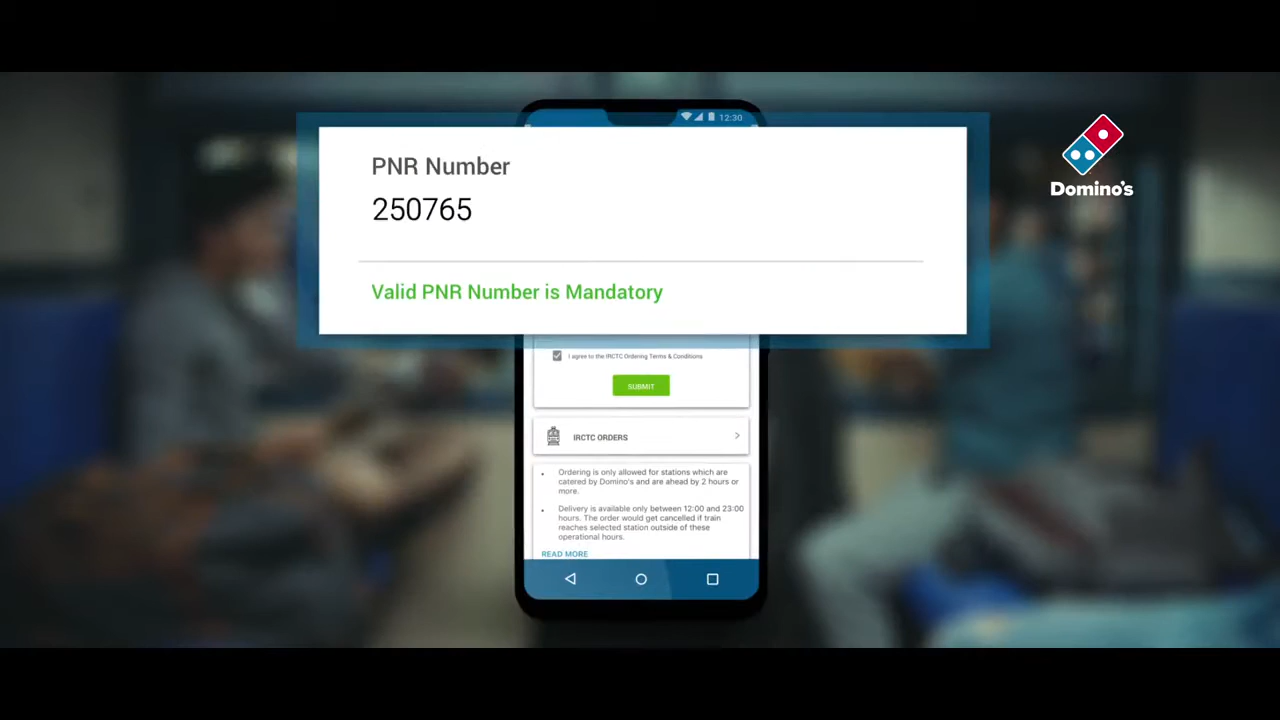 12:30
PNR Number
250765
Valid PNR Number is Mandatory
Domino's
I agree to the IRCTC Ordering Terms & Conditions
SUBMIT
IRCTC ORDERS
Ordering is only allowed for stations which are
catered by Domino's and are ahead by 2 hours or
more.
Delivery is available only between 12:00 and 23:00
hours. The order would get cancelled if train
reaches selected station outside of these
operational hours.
READ MORE